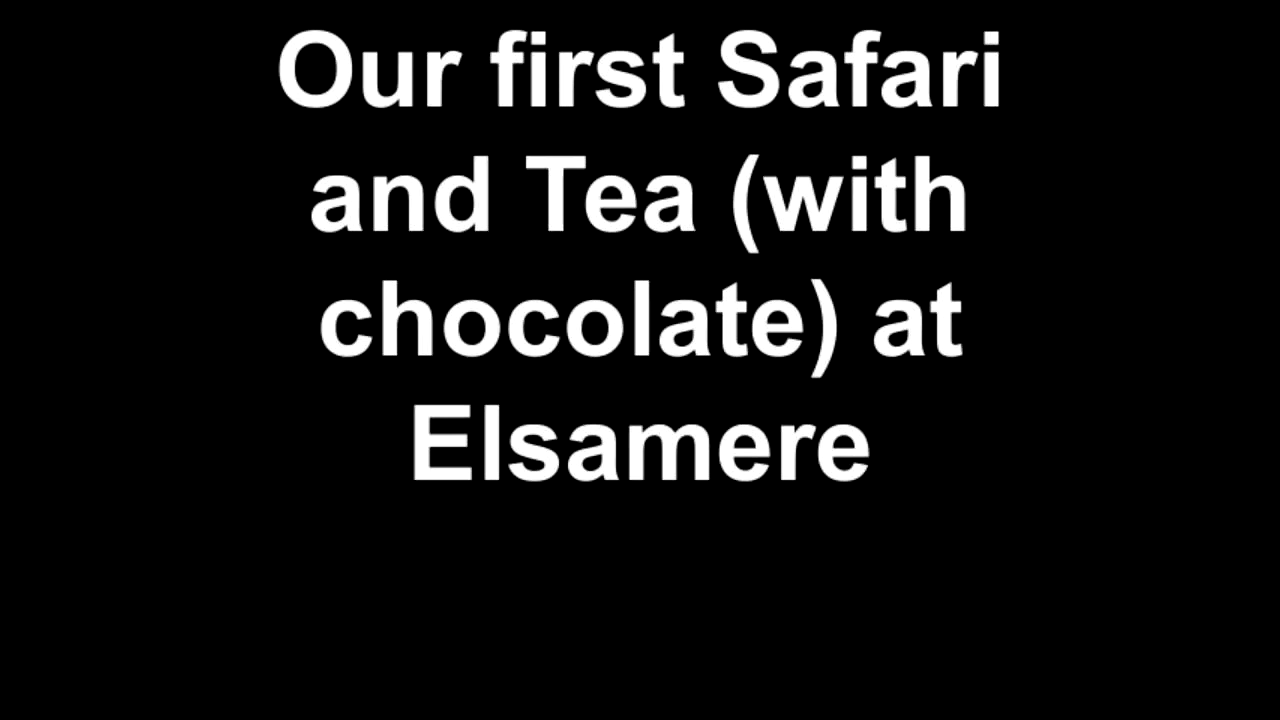 Our first Safari
and Tea (with
chocolate) at
Elsamere